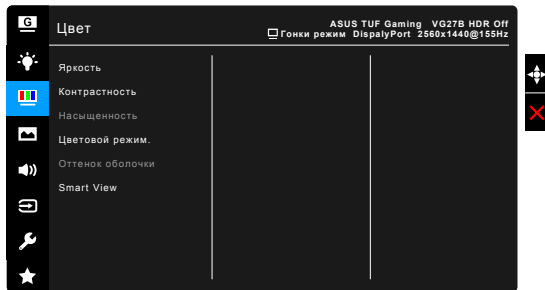 G
Цвет
ASUS TUF Gaming VG27B HDR Off
Гонки режим DispalyPort 2560x1440@155Hz
Яркость
Контрастность
Насыщенность
Цветовой режим.
Оттенок оболочки
Smart View